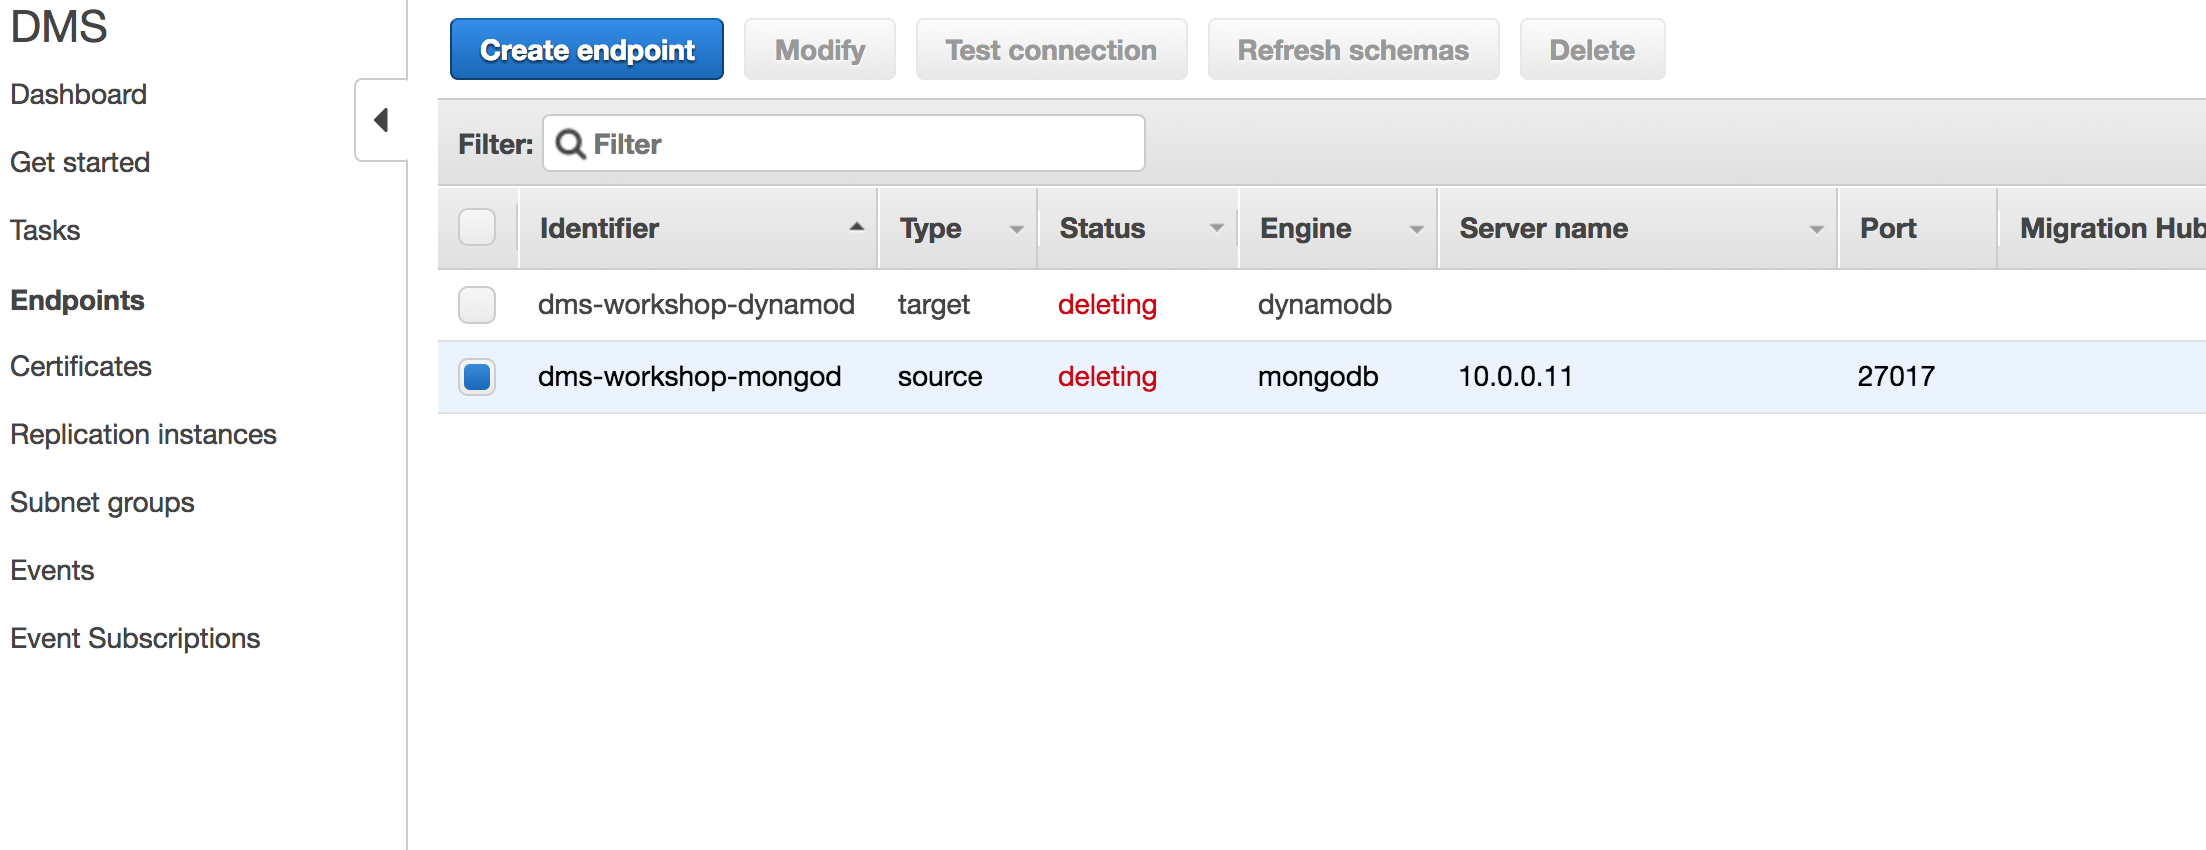 DMS
Dashboard
Get started
Tasks
Endpoints
Certificates
Replication instances
Subnet groups
Events
Event Subscriptions
Create endpoint Modify Test connection Refresh schemas Delete
Filter: Filter
Identifier Type Status Engine Server name Port Migration Hub
dms-workshop-dynamod target deleting dynamodb
dms-workshop-mongod source deleting mongodb 10.0.0.11 27017